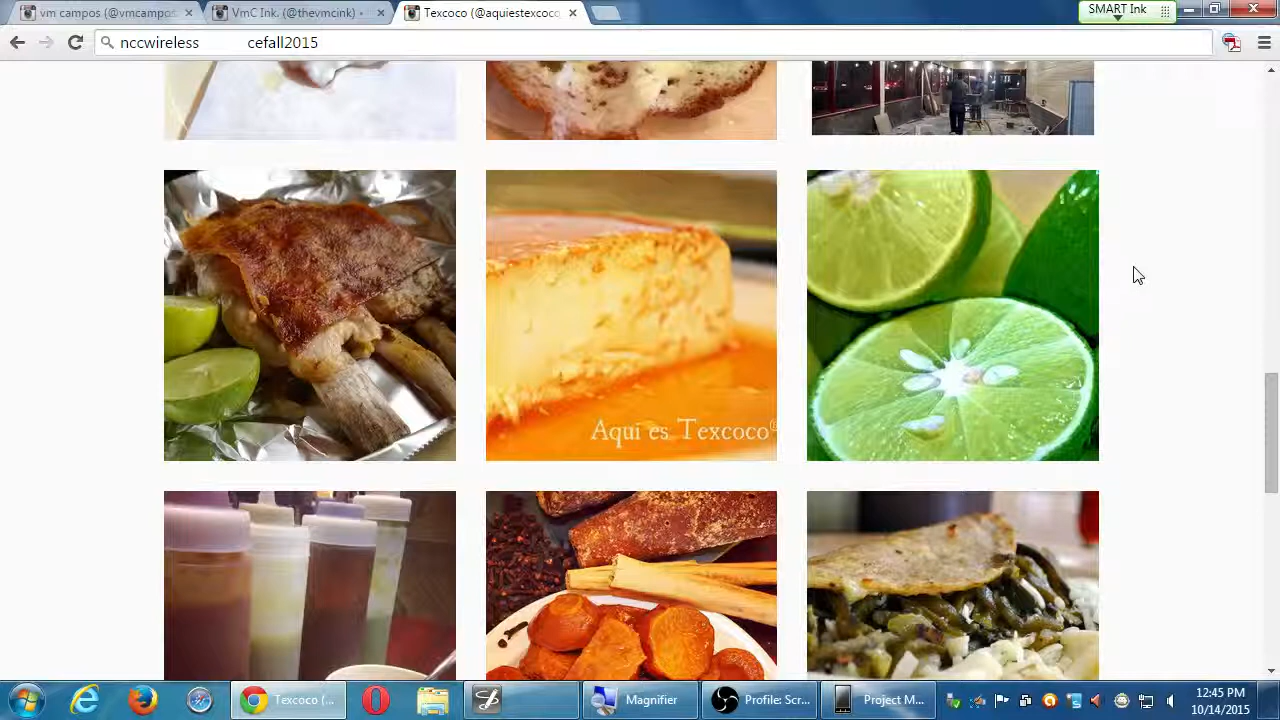 vm campos (@vmcampos
VmC Ink. (@thevmcink) •
Texcoco (@aquiestexcoco
SMART Ink
nccwireless cefall2015
Aqui es Texcoco®
Texcoco (...
Magnifier
Profile: Scr...
Project M...
12:45 PM
10/14/2015